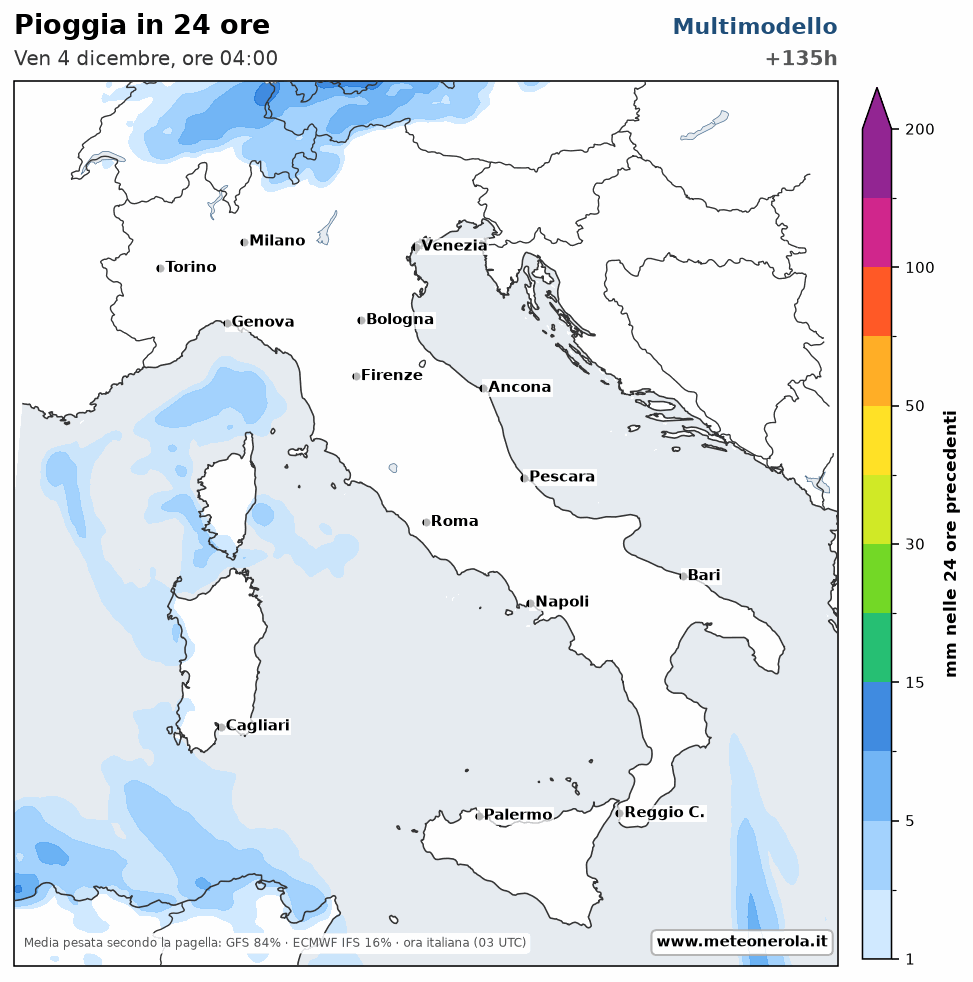 Pioggia in 24 ore
Multimodello
Ven 4 dicembre, ore 04:00
+135h
200
100
50
30
15
5
1
mm nelle 24 ore precedenti
Milano
Venezia
Torino
Genova
Bologna
Firenze
Ancona
Pescara
Roma
Bari
Napoli
Cagliari
Palermo
Reggio C.
Media pesata secondo la pagella: GFS 84% · ECMWF IFS 16% · ora italiana (03 UTC)
www.meteonerola.it